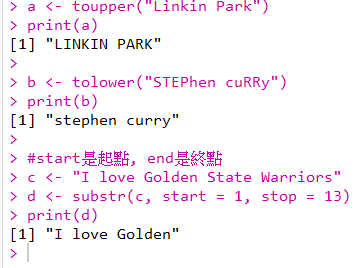 > a <- toupper("Linkin Park")
> print(a)
[1] "LINKIN PARK"
>
> b <- tolower("STEPhen cuRRy")
> print(b)
[1] "stephen curry"
>
> #start是起點, end是終點
> c <- "I love Golden State Warriors"
> d <- substr(c, start = 1, stop = 13)
> print(d)
[1] "I love Golden"
>